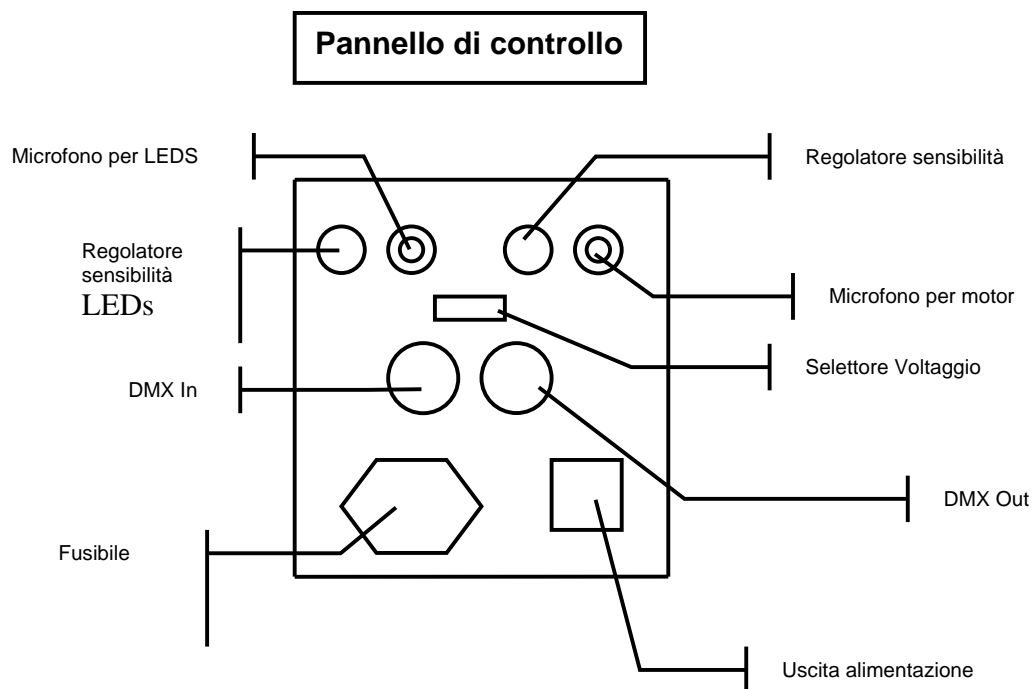 Pannello di controllo
Microfono per LEDS
Regolatore sensibilità
Regolatore
sensibilità
LEDs
Microfono per motor
Selettore Voltaggio
DMX In
DMX Out
Fusibile
Uscita alimentazione